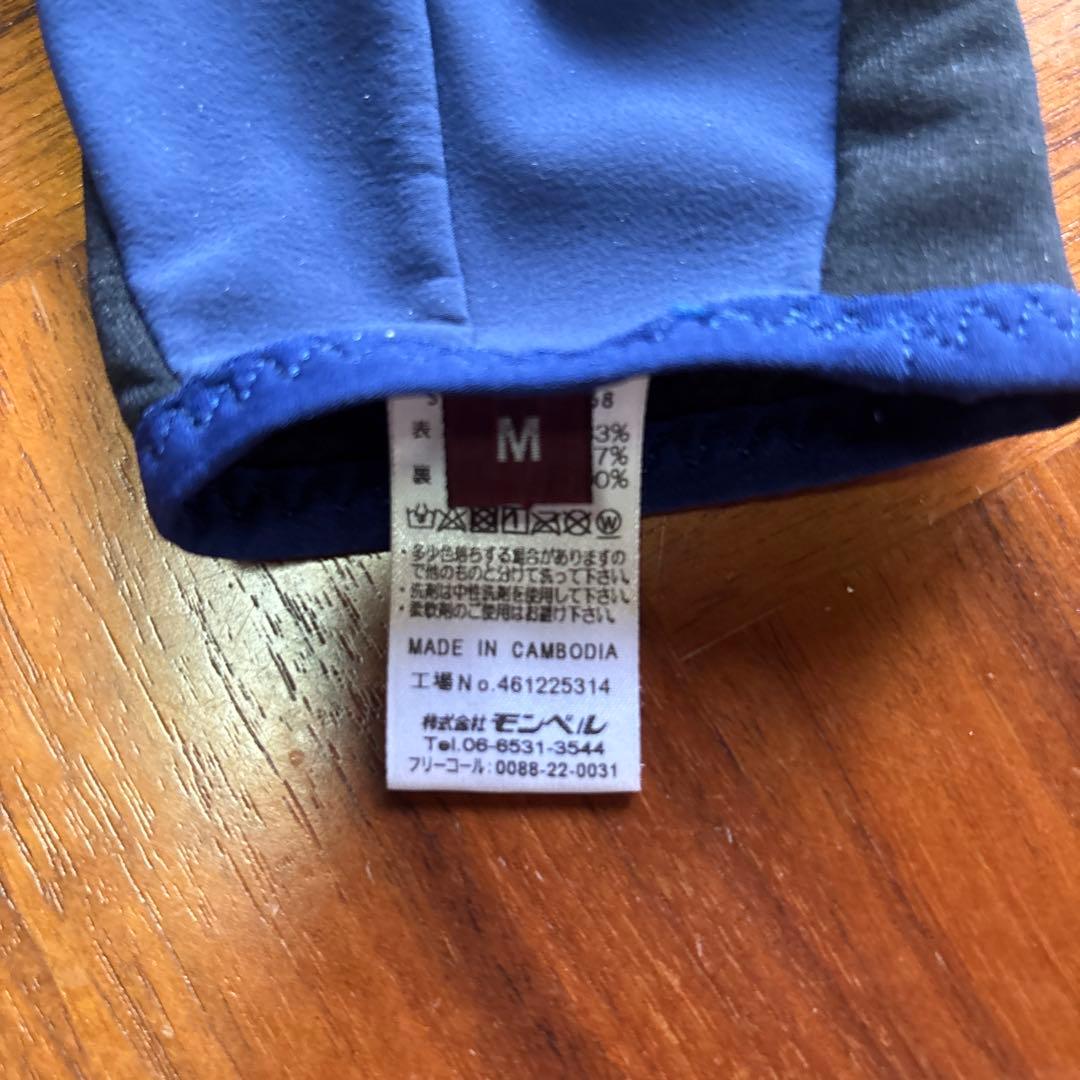 M
58
表
3%
7%
裏
00%
・多少色落ちする場合がありますの
で他のものと分けて洗って下さい。
・洗剤は中性洗剤を使用して下さい。
・柔軟剤のご使用はお避け下さい。
MADE IN CAMBODIA
工場No.461225314
株式会社モンベル
Tel.06-6531-3544
フリーコール:0088-22-0031